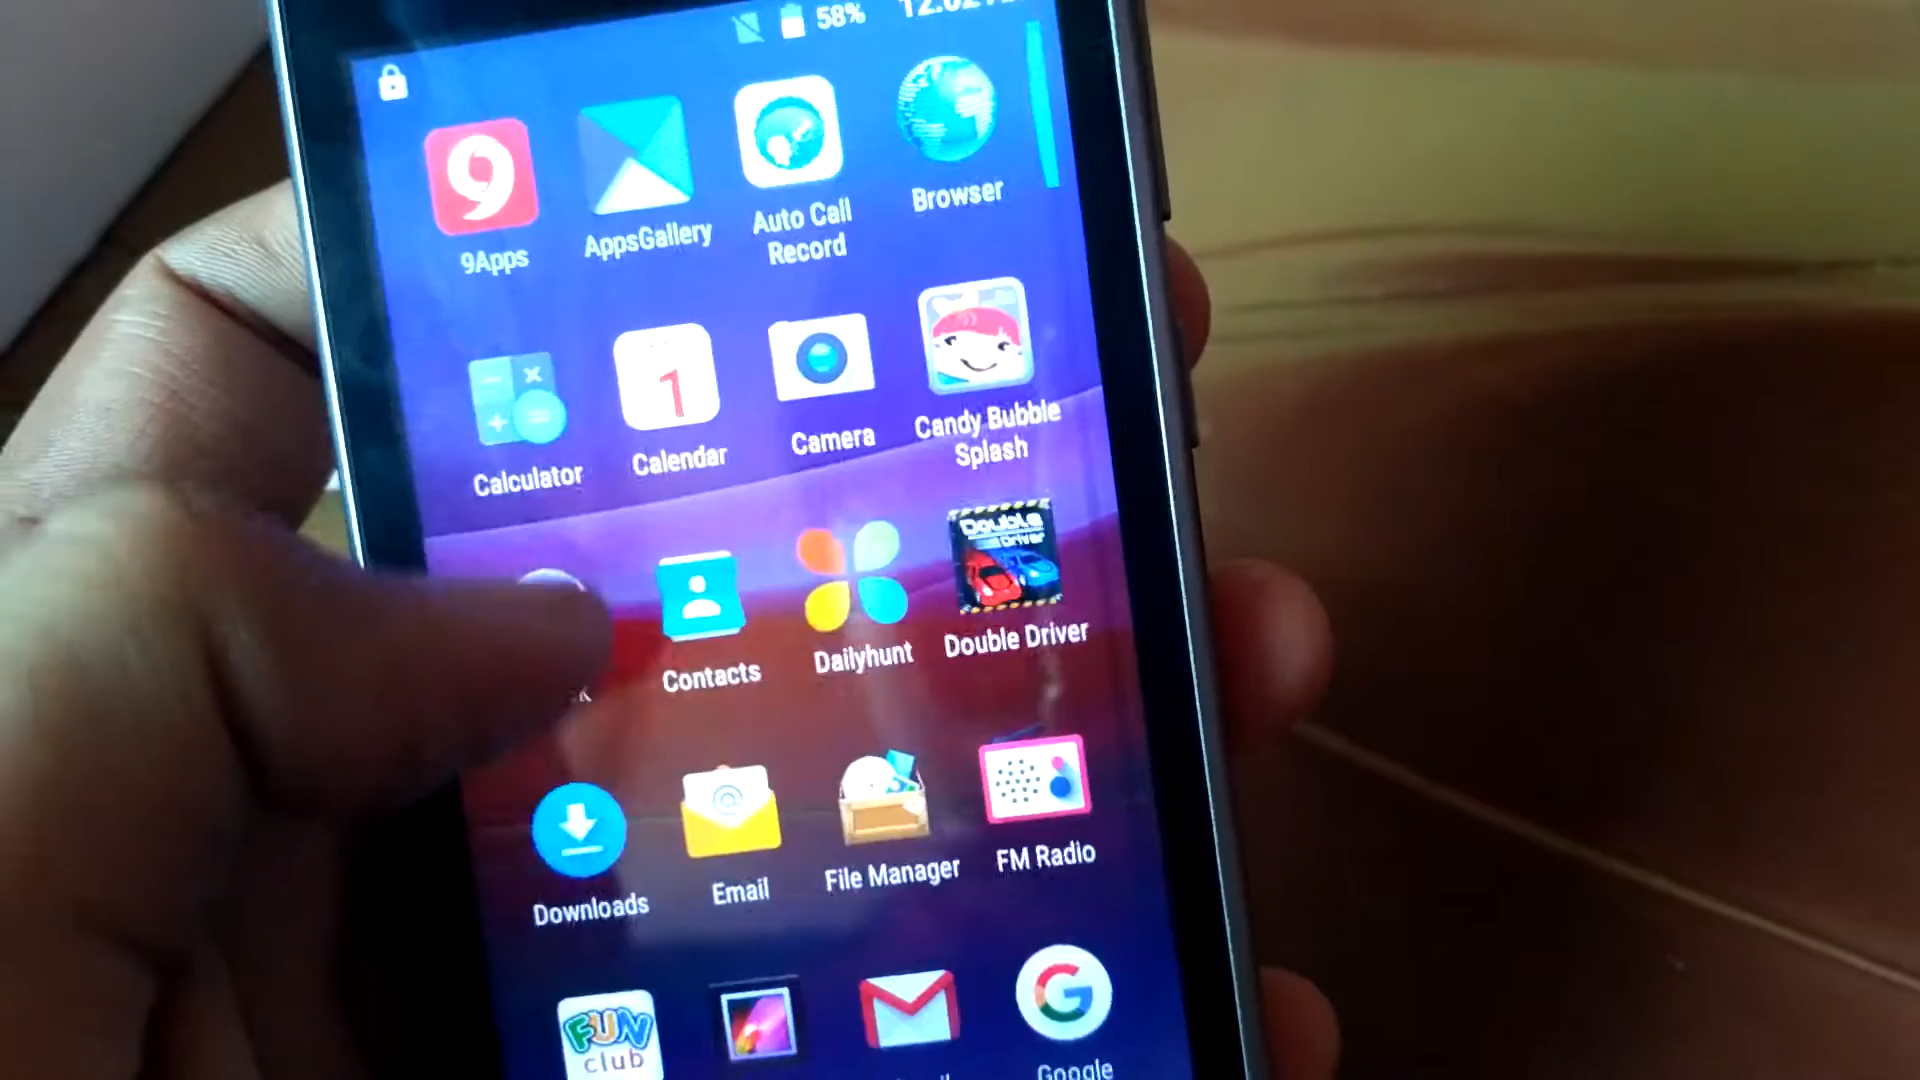 58%
9
9Apps
AppsGallery
Auto Call
Record
Browser
Calculator
1
Calendar
Camera
Candy Bubble
Splash
Contacts
Dailyhunt
Double
Driver
Double Driver
Downloads
@
Email
File Manager
FM Radio
FUN
club
G
Google